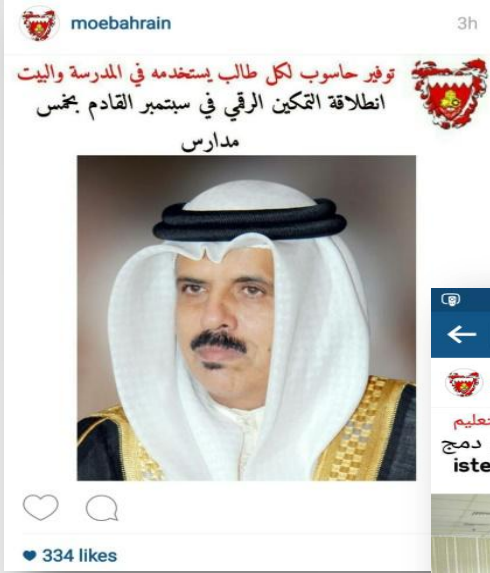 moebahrain
3h
توفير حاسوب لكل طالب يستخدمه في المدرسة والبيت
انطلاقة التمكين الرقمي في سبتمبر القادم بخمس
مدارس
334 likes
تعليم
دمج
iste